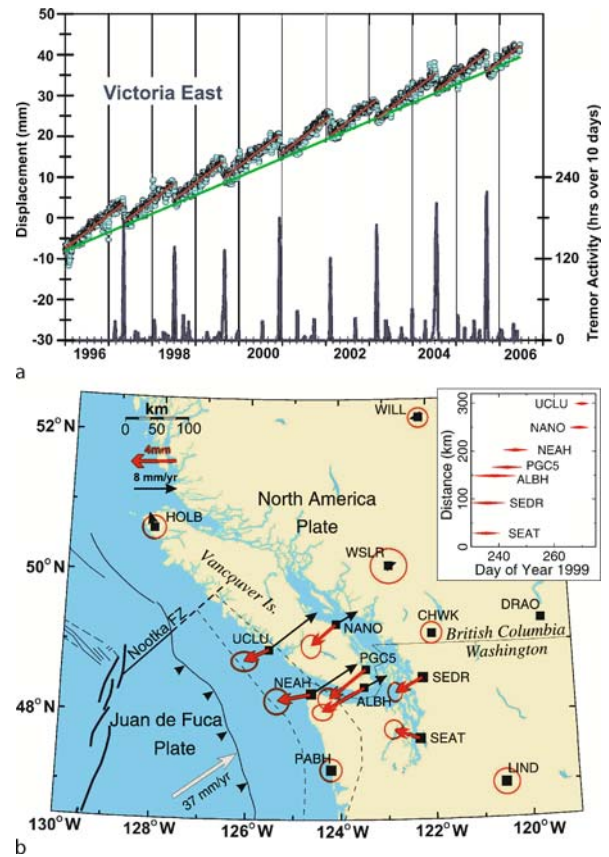 50
40
30
20
10
0
-10
-20
-30
Displacement (mm)
Victoria East
240
180
120
60
0
Tremor Activity (hrs over 10 days)
1996
1998
2000
2002
2004
2006
a
km
0 50 100
4mm
8 mm/yr
52°N
50°N
48°N
130°W
128°W
126°W
124°W
122°W
120°W
WILL
HOLB
North America
Plate
WSLR
Vancouver Is.
Nootka FZ
UCLU
NANO
CHWK
DRAO
British Columbia
Washington
PGC5
NEAH
ALBH
SEDR
SEAT
Juan de Fuca
Plate
37 mm/yr
PABH
LIND
300
200
100
0
Distance (km)
UCLU
NANO
NEAH
PGC5
ALBH
SEDR
SEAT
240
260
Day of Year 1999
b